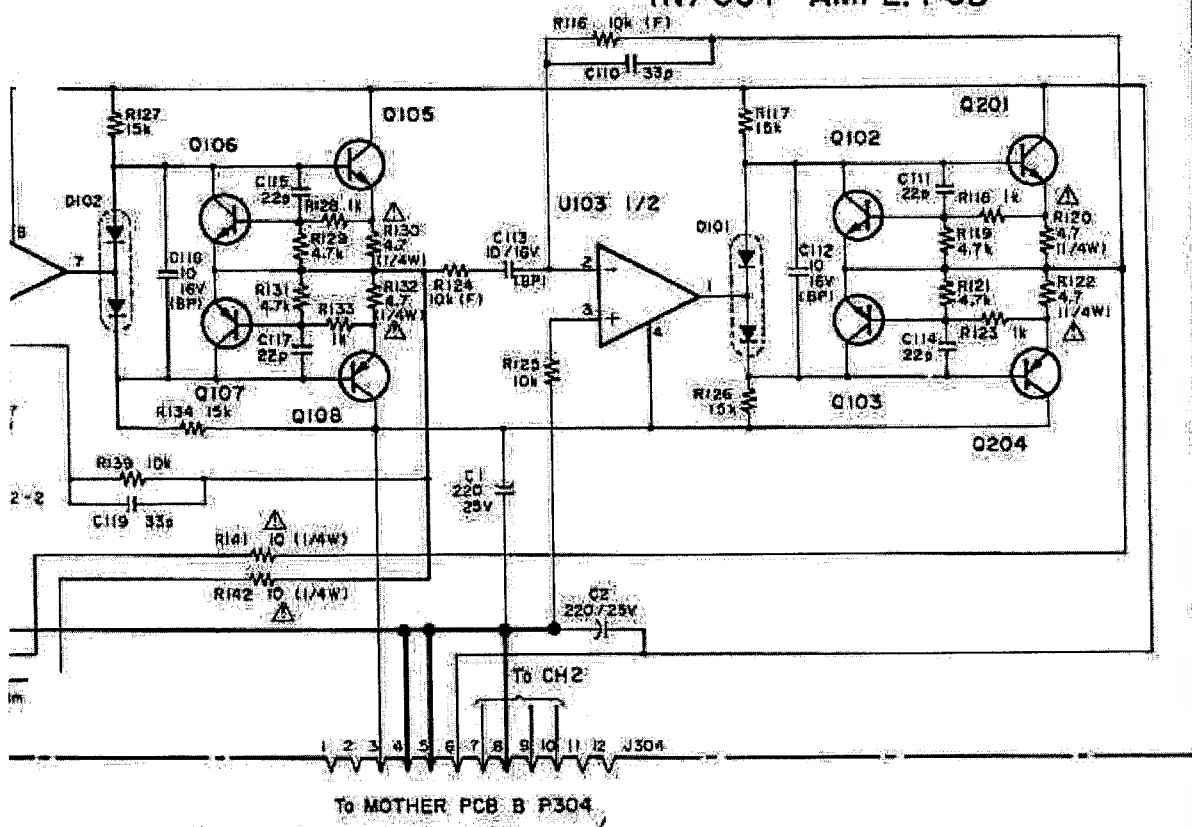 IN/OUT AMPL. PCB
R116 10k (F)
C110 33p
R127
15k
Q105
R117
15k
Q201
Q106
Q102
C115
22p
R128 1k
C111
22p
R118 1k
D102
U103 1/2
D101
8
R130
4.7
(1/4W)
R129
4.7k
C113
10/16V
(BP)
R120
4.7
(1/4W)
R119
4.7k
7
C116
10
16V
(BP)
2
C112
10
16V
(BP)
R131
4.7k
R132
4.7
(1/4W)
R124
10k (F)
1
R121
4.7k
R122
4.7
(1/4W)
3
R133
1k
4
R123 1k
C117
22p
R125
10k
C114
22p
Q107
R126
15k
Q103
R134 15k
Q108
Q204
R139 10k
C1
220
25V
2-2
C119 33p
R141 10 (1/4W)
R142 10 (1/4W)
C2
220/25V
To CH2
1 2 3 4 5 6 7 8 9 10 11 12 J304
To MOTHER PCB B P304